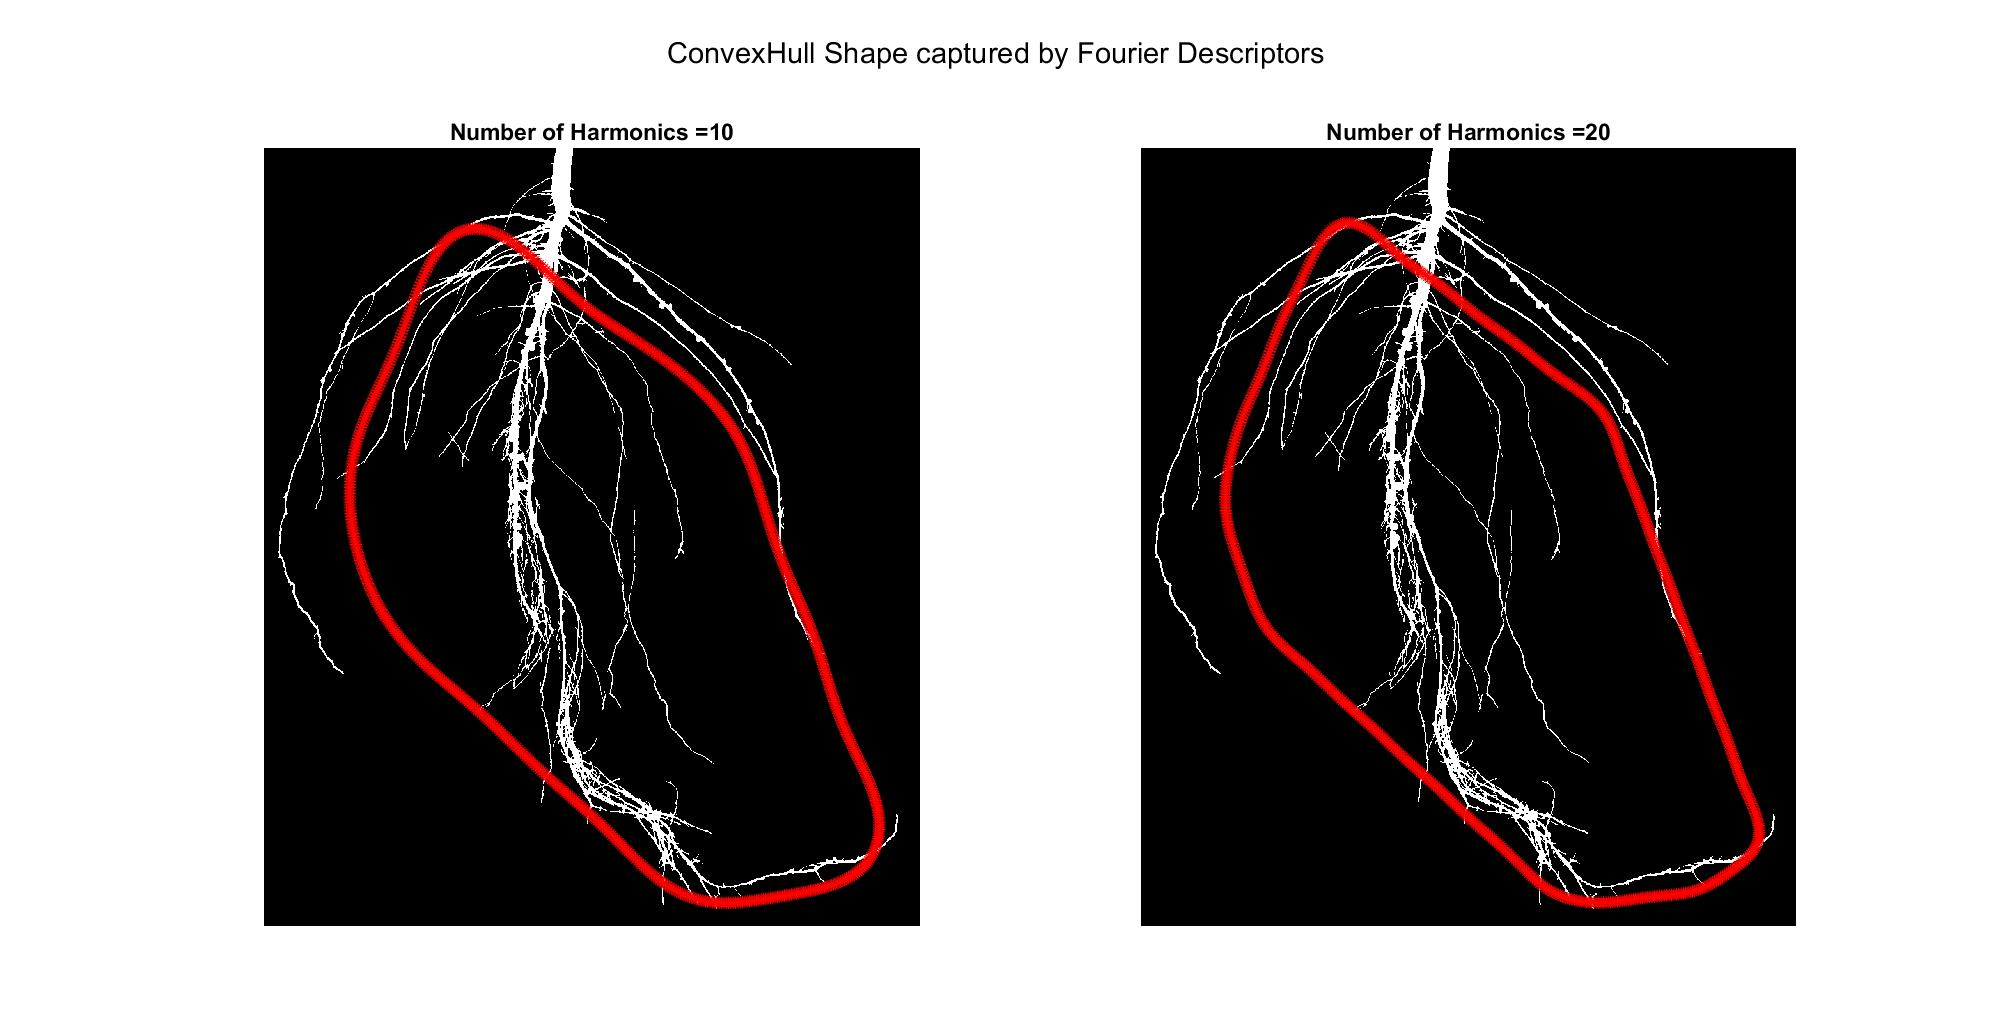 ConvexHull Shape captured by Fourier Descriptors
Number of Harmonics =10
Number of Harmonics =20